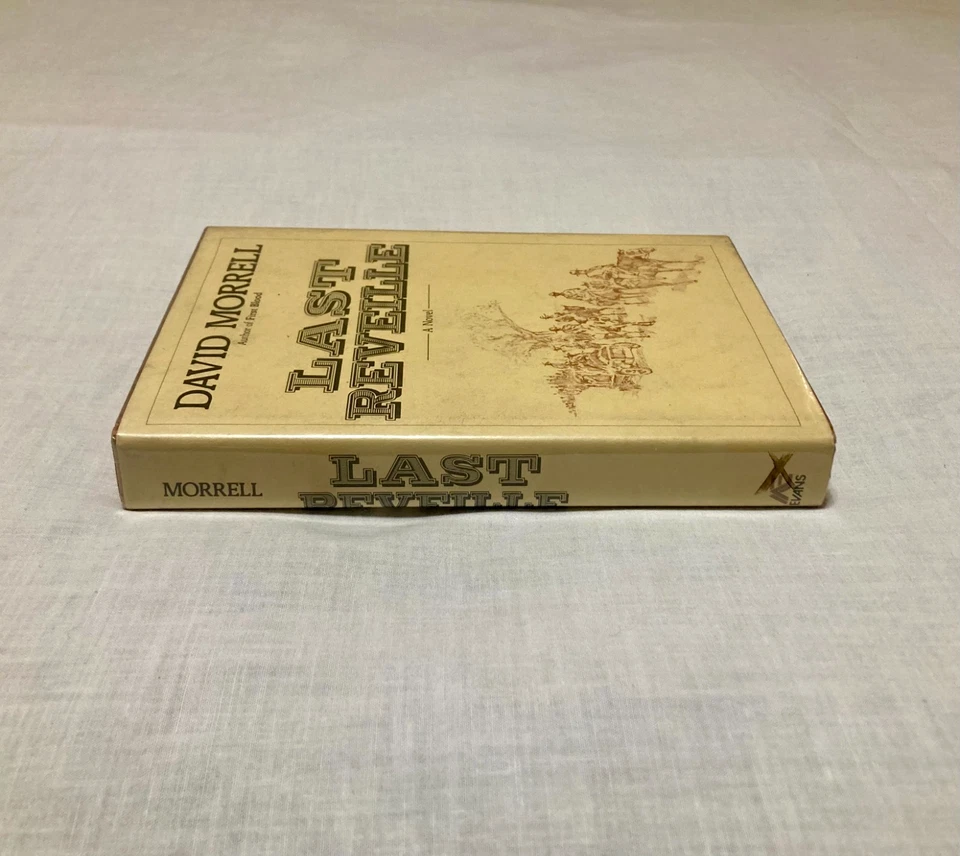 DAVID MORRELL
Author of First Blood
LAST
REVEILLE
A Novel
MORRELL
LAST
REVEILLE
EVANS